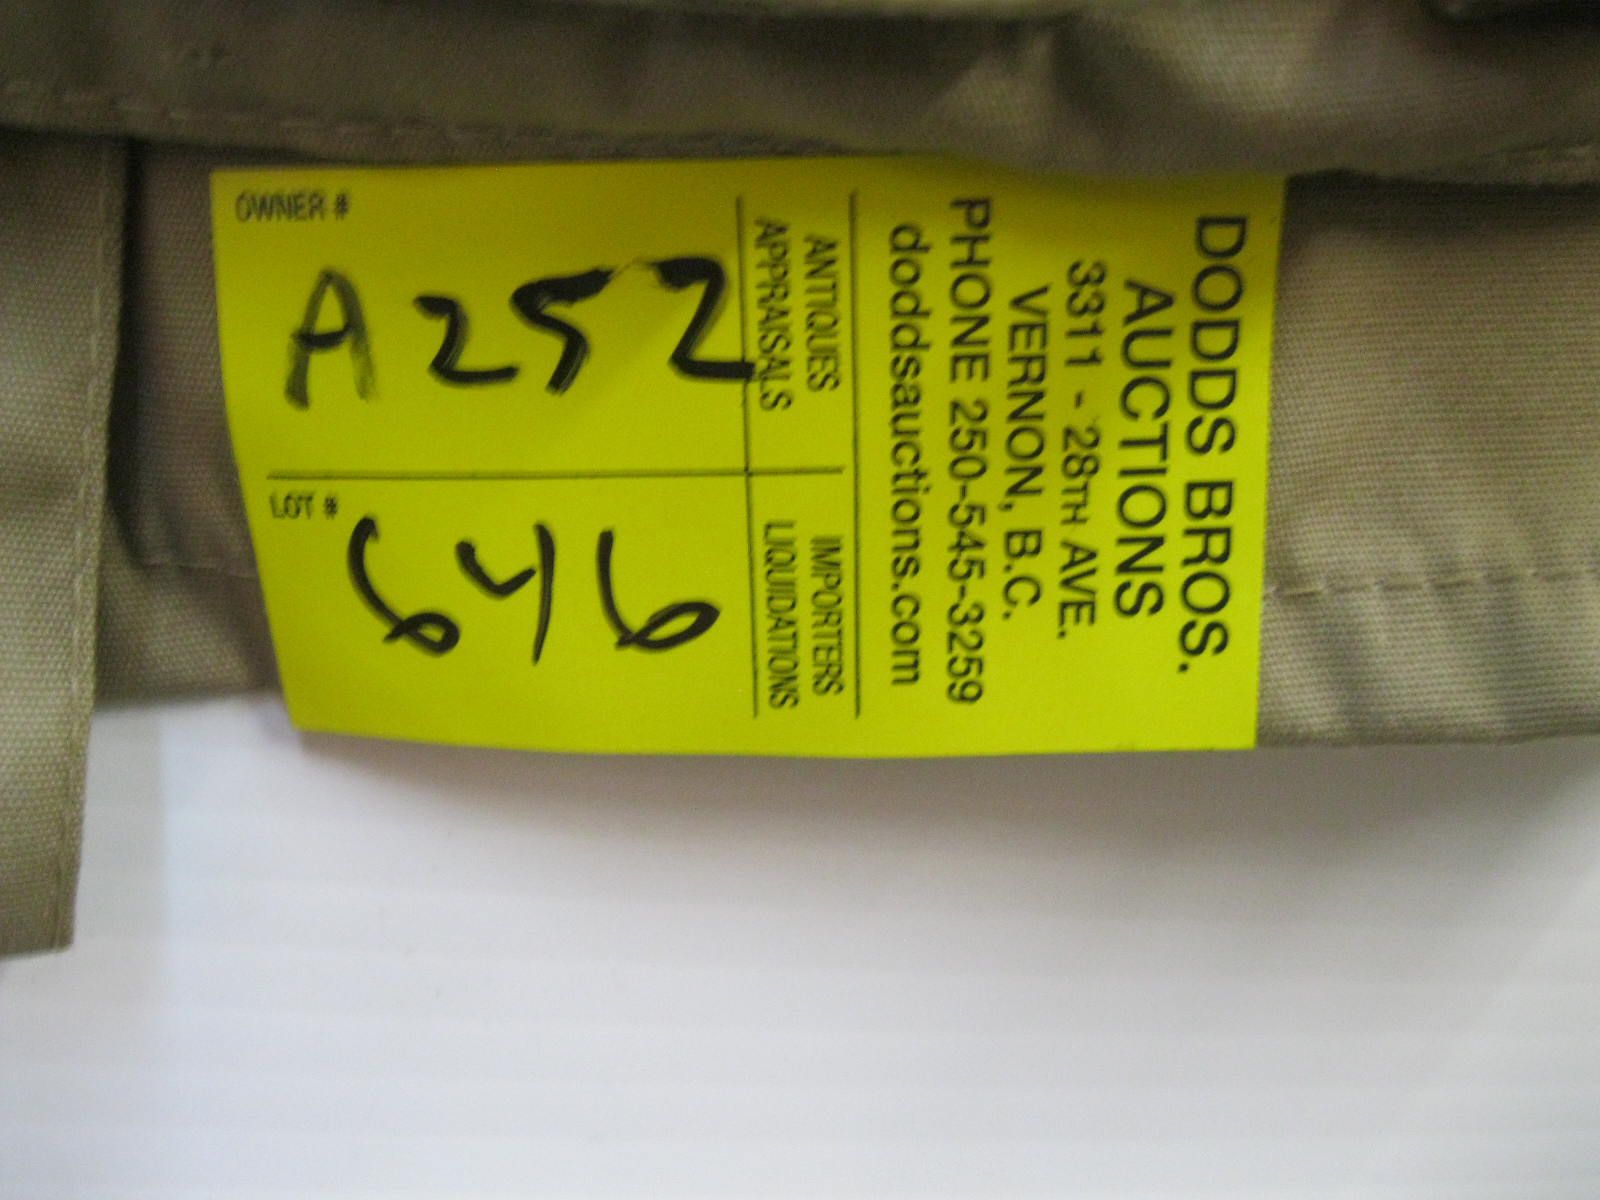 DODDS BROS.
AUCTIONS
3311 - 28TH AVE.
VERNON, B.C.
PHONE 250-545-3259
doddsauctions.com
ANTIQUES IMPORTERS
APPRAISALS LIQUIDATIONS
OWNER #
A252
LOT #
646